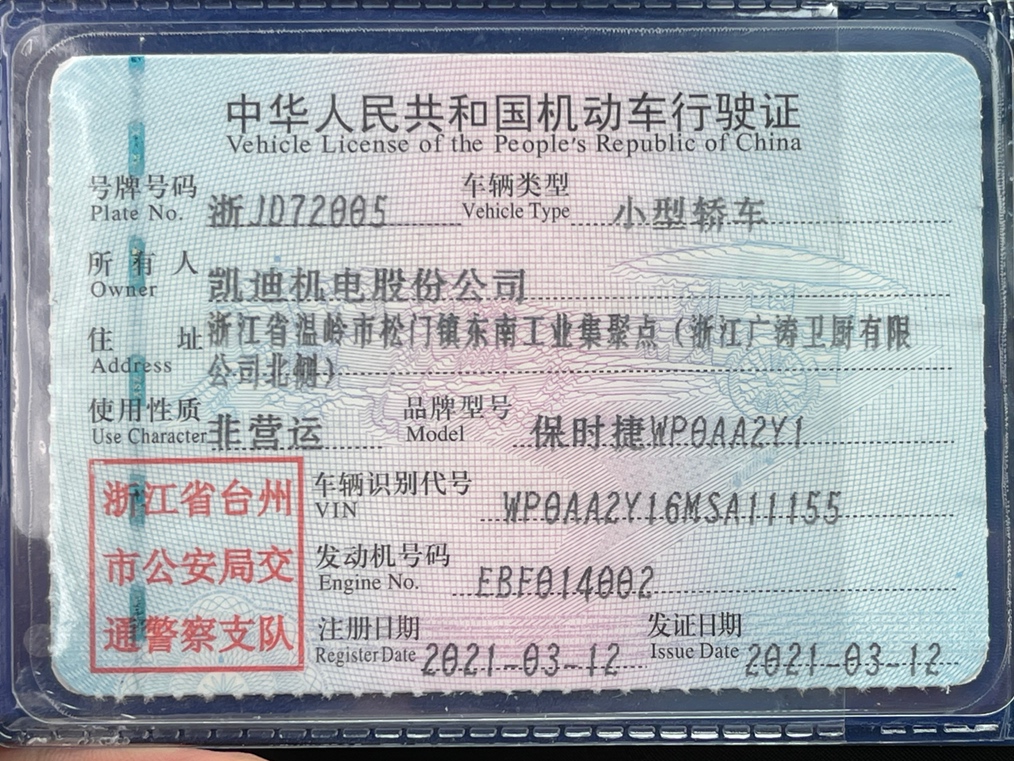 中华人民共和国机动车行驶证
Vehicle License of the People's Republic of China
号牌号码 浙JD72005 车辆类型 小型轿车
Plate No. Vehicle Type
所有人 凯迪机电股份公司
Owner
住址 浙江省温岭市松门镇东南工业集聚点（浙江广涛卫厨有限
Address 公司北侧）
使用性质 非营运 品牌型号 保时捷WP0AA2Y1
Use Character Model
浙江省台州
市公安局交
通警察支队
车辆识别代号 WP0AA2Y16MSA11155
VIN
发动机号码 EBF014002
Engine No.
注册日期 2021-03-12 发证日期 2021-03-12
Register Date Issue Date